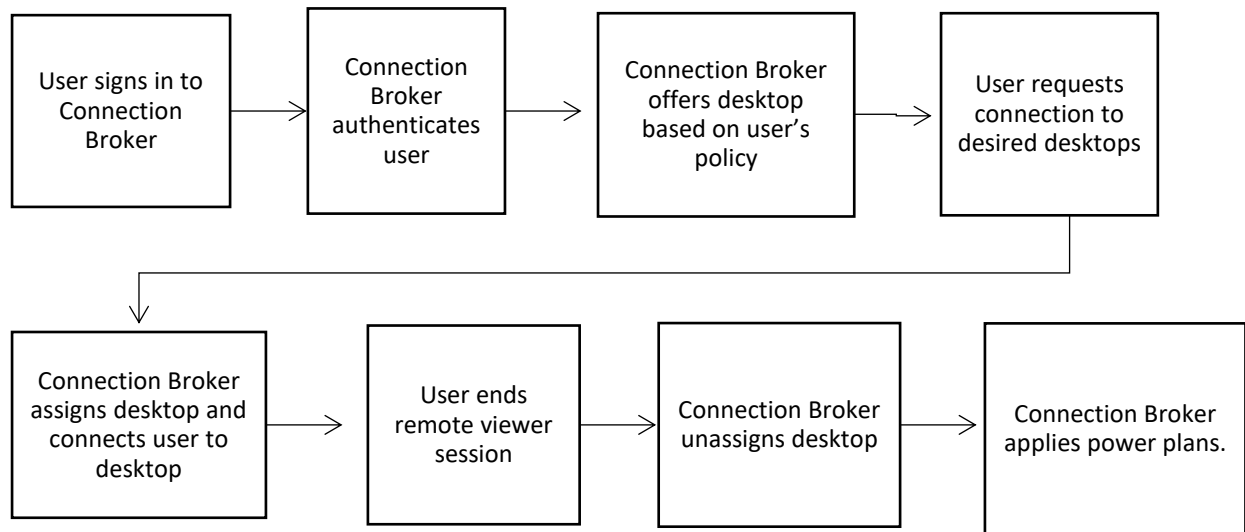 User signs in to
Connection
Broker
Connection
Broker
authenticates
user
Connection Broker
offers desktop
based on user’s
policy
User requests
connection to
desired desktops
Connection Broker
assigns desktop and
connects user to
desktop
User ends
remote viewer
session
Connection Broker
unassigns desktop
Connection Broker
applies power plans.